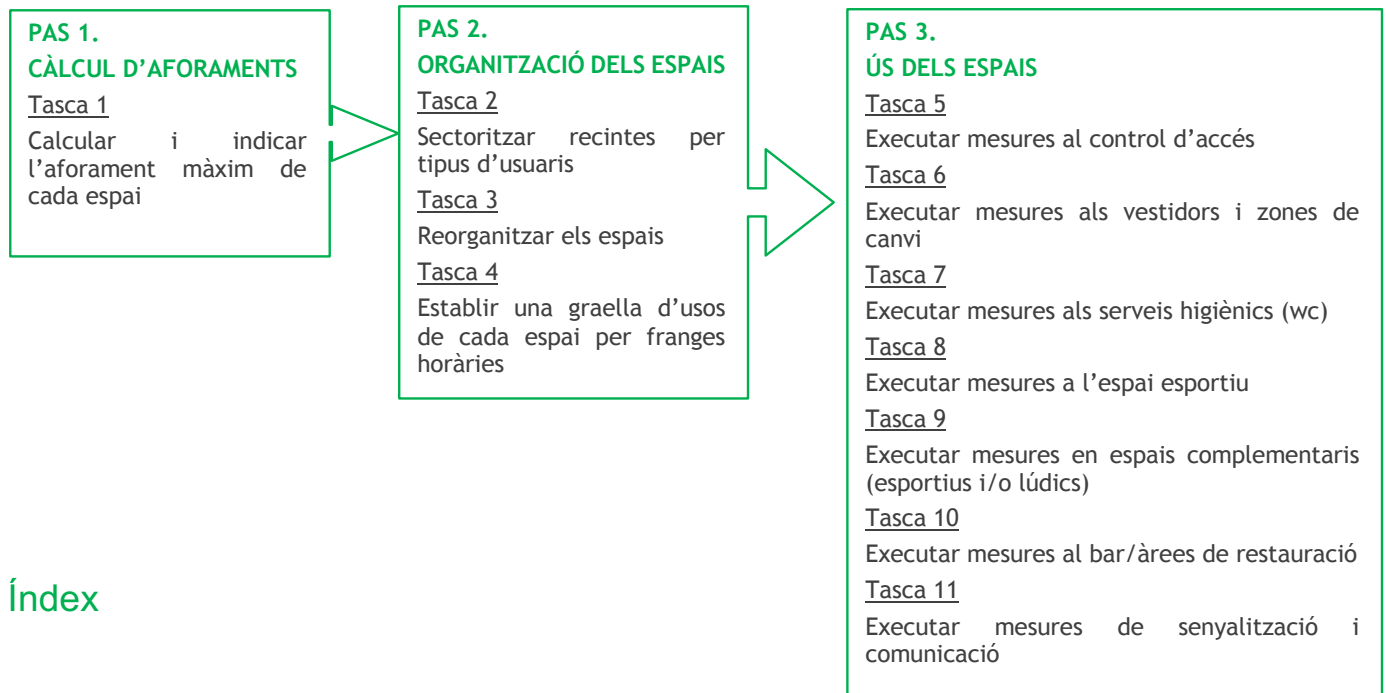 PAS 1.
CÀLCUL D’AFORAMENTS
Tasca 1
Calcular i indicar
l’aforament màxim de
cada espai
PAS 2.
ORGANITZACIÓ DELS ESPAIS
Tasca 2
Sectoritzar recintes per
tipus d’usuaris
Tasca 3
Reorganitzar els espais
Tasca 4
Establir una graella d’usos
de cada espai per franges
horàries
PAS 3.
ÚS DELS ESPAIS
Tasca 5
Executar mesures al control d’accés
Tasca 6
Executar mesures als vestidors i zones de
canvi
Tasca 7
Executar mesures als serveis higiènics (wc)
Tasca 8
Executar mesures a l’espai esportiu
Tasca 9
Executar mesures en espais complementaris
(esportius i/o lúdics)
Tasca 10
Executar mesures al bar/àrees de restauració
Tasca 11
Executar mesures de senyalització i
comunicació
Índex